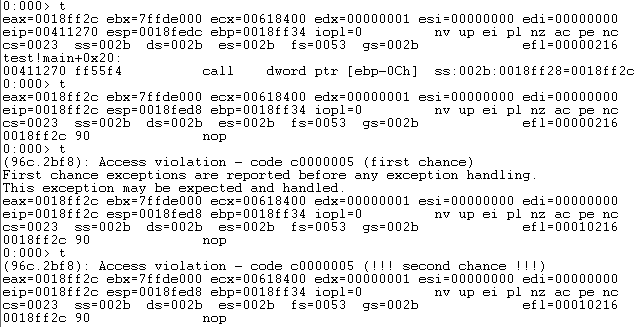 0:000> t
eax=0018ff2c ebx=7ffde000 ecx=00618400 edx=00000001 esi=00000000 edi=00000000
eip=00411270 esp=0018fedc ebp=0018ff34 iopl=0         nv up ei pl nz ac pe nc
cs=0023  ss=002b  ds=002b  es=002b  fs=0053  gs=002b             efl=00000216
test!main+0x20:
00411270 ff55f4          call    dword ptr [ebp-0Ch]  ss:002b:0018ff28=0018ff2c
0:000> t
eax=0018ff2c ebx=7ffde000 ecx=00618400 edx=00000001 esi=00000000 edi=00000000
eip=0018ff2c esp=0018fed8 ebp=0018ff34 iopl=0         nv up ei pl nz ac pe nc
cs=0023  ss=002b  ds=002b  es=002b  fs=0053  gs=002b             efl=00000216
0018ff2c 90              nop
0:000> t
(96c.2bf8): Access violation - code c0000005 (first chance)
First chance exceptions are reported before any exception handling.
This exception may be expected and handled.
eax=0018ff2c ebx=7ffde000 ecx=00618400 edx=00000001 esi=00000000 edi=00000000
eip=0018ff2c esp=0018fed8 ebp=0018ff34 iopl=0         nv up ei pl nz ac pe nc
cs=0023  ss=002b  ds=002b  es=002b  fs=0053  gs=002b             efl=00010216
0018ff2c 90              nop
0:000> t
(96c.2bf8): Access violation - code c0000005 (!!! second chance !!!)
eax=0018ff2c ebx=7ffde000 ecx=00618400 edx=00000001 esi=00000000 edi=00000000
eip=0018ff2c esp=0018fed8 ebp=0018ff34 iopl=0         nv up ei pl nz ac pe nc
cs=0023  ss=002b  ds=002b  es=002b  fs=0053  gs=002b             efl=00010216
0018ff2c 90              nop